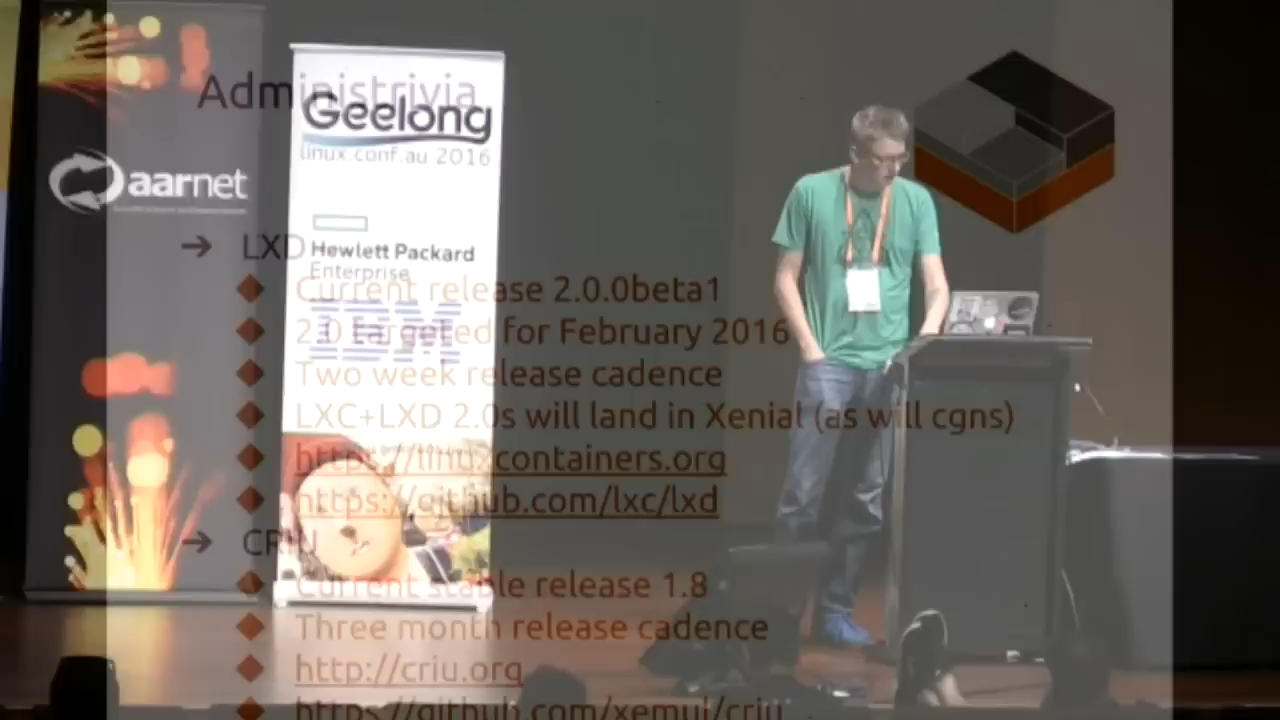 Administrivia
Geelong
linux.conf.au 2016
aarnet
➔ LXD
Hewlett Packard
Enterprise
◆ Current release 2.0.0beta1
IBM
◆ 2.0 targeted for February 2016
◆ Two week release cadence
◆ LXC+LXD 2.0s will land in Xenial (as will cgns)
◆ https://linuxcontainers.org
◆ https://github.com/lxc/lxd
➔ CRIU
◆ Current stable release 1.8
◆ Three month release cadence
◆ http://criu.org
◆ https://github.com/xemul/criu